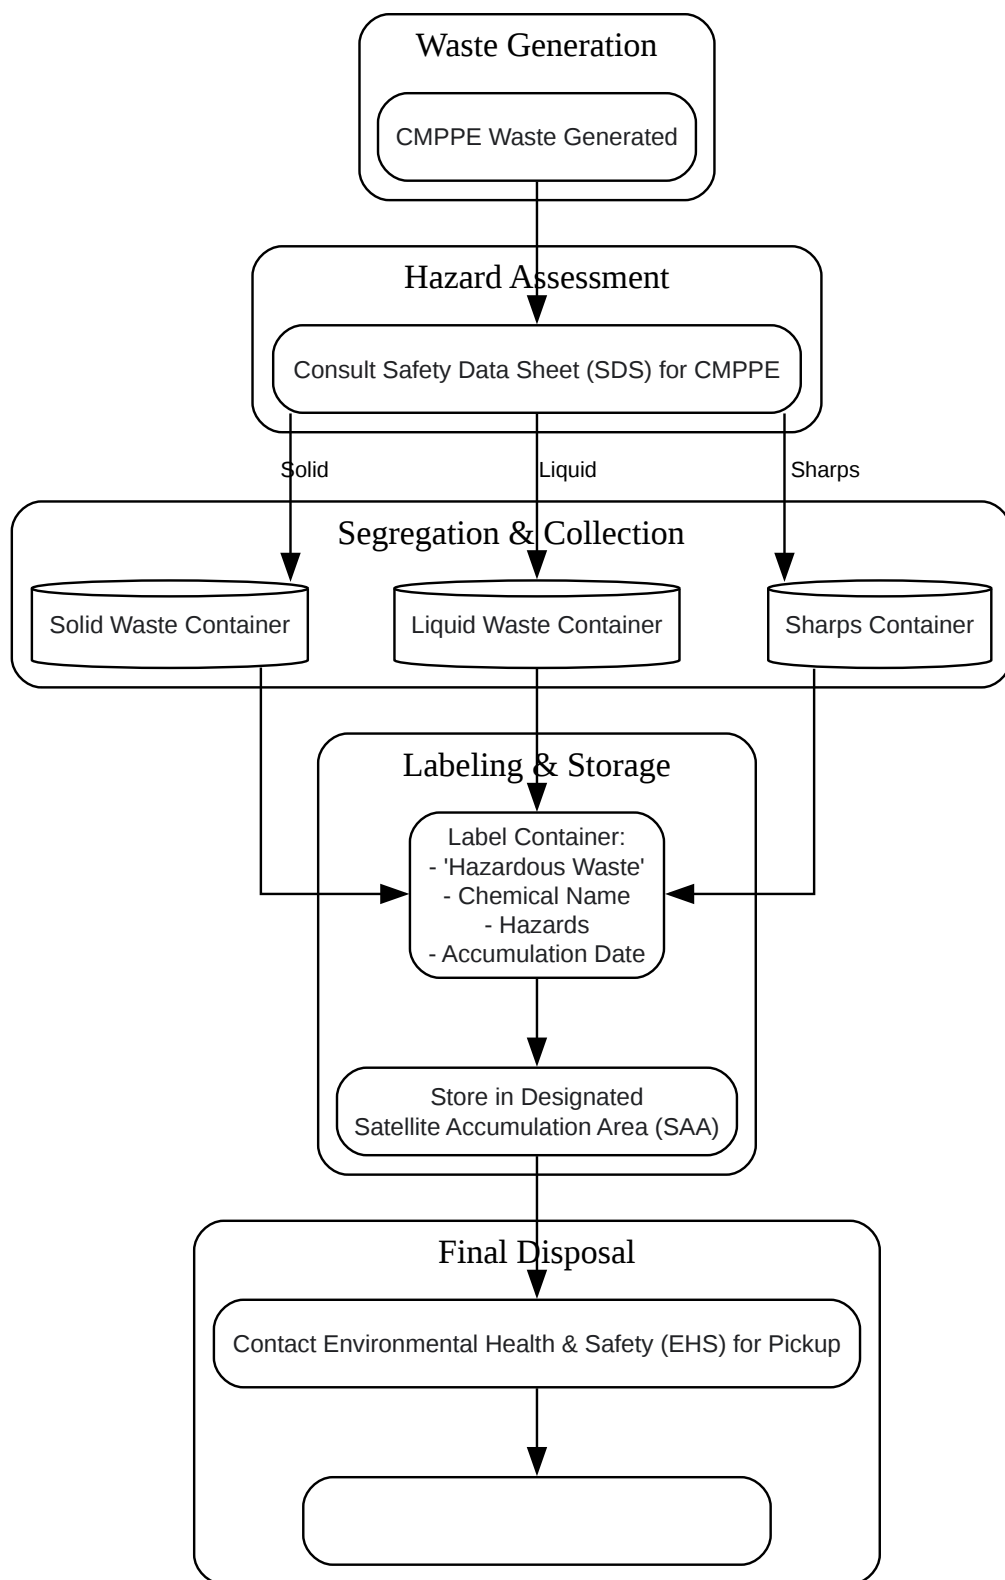 Waste Generation
CMPPE Waste Generated
Hazard Assessment
Consult Safety Data Sheet (SDS) for CMPPE
Solid
Liquid
Sharps
Segregation & Collection
Solid Waste Container
Liquid Waste Container
Sharps Container
Labeling & Storage
Label Container:
- 'Hazardous Waste'
- Chemical Name
- Hazards
- Accumulation Date
Store in Designated
Satellite Accumulation Area (SAA)
Final Disposal
Contact Environmental Health & Safety (EHS) for Pickup